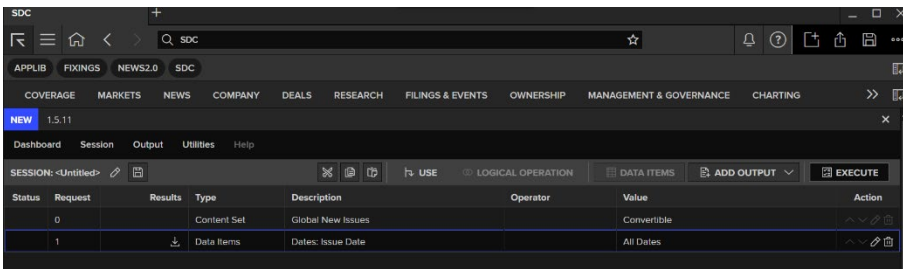 SDC
SDC
APPLIB FIXINGS NEWS2.0 SDC
COVERAGE MARKETS NEWS COMPANY DEALS RESEARCH FILINGS & EVENTS OWNERSHIP MANAGEMENT & GOVERNANCE CHARTING
NEW 1.5.11
Dashboard Session Output Utilities Help
SESSION: <Untitled> USE LOGICAL OPERATION DATA ITEMS ADD OUTPUT EXECUTE
Status Request Results Type Description Operator Value Action
0 Content Set Global New Issues Convertible
1 Data Items Dates: Issue Date All Dates